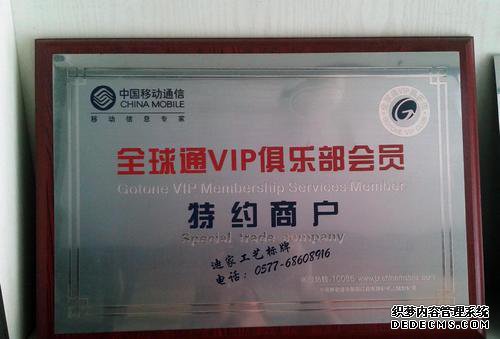 中国移动通信
CHINA MOBILE
移动信息专家
全球通VIP俱乐部会员
Gotone VIP Membership Services Member
特约商户
Special trade company
迪家工艺标牌
电话：0577-68608916
织梦内容管理系统
DEDECMS.COM